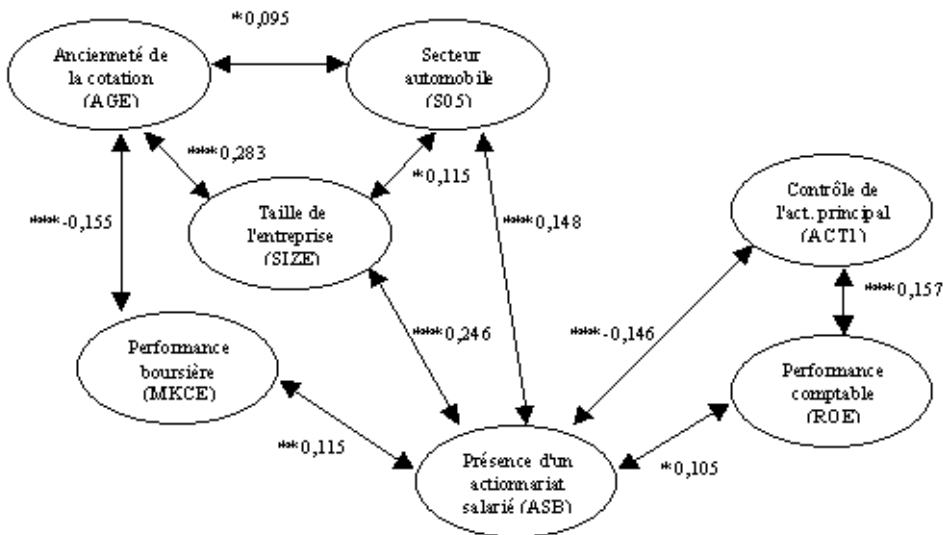 *0,095
Ancienneté de
la cotation
(AGE)
Secteur
automobile
(S05)
***0,283
*0,115
Contrôle de
l'act. principal
(ACT1)
Taille de
l'entreprise
(SIZE)
***-0,155
***0,148
***0,157
***0,246
***-0,146
Performance
boursière
(MKCE)
Performance
comptable
(ROE)
**0,115
Présence d'un
actionnariat
salarié (ASB)
*0,105